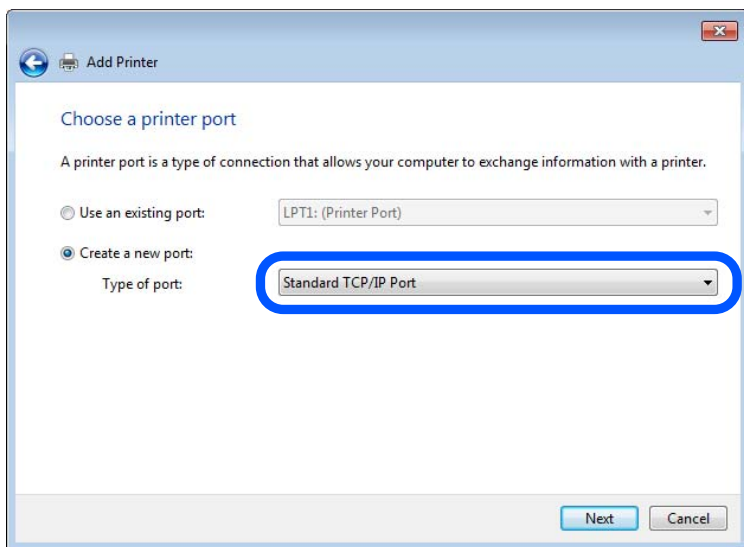 Add Printer
Choose a printer port
A printer port is a type of connection that allows your computer to exchange information with a printer.
Use an existing port: LPT1: (Printer Port)
Create a new port:
Type of port: Standard TCP/IP Port
Next Cancel